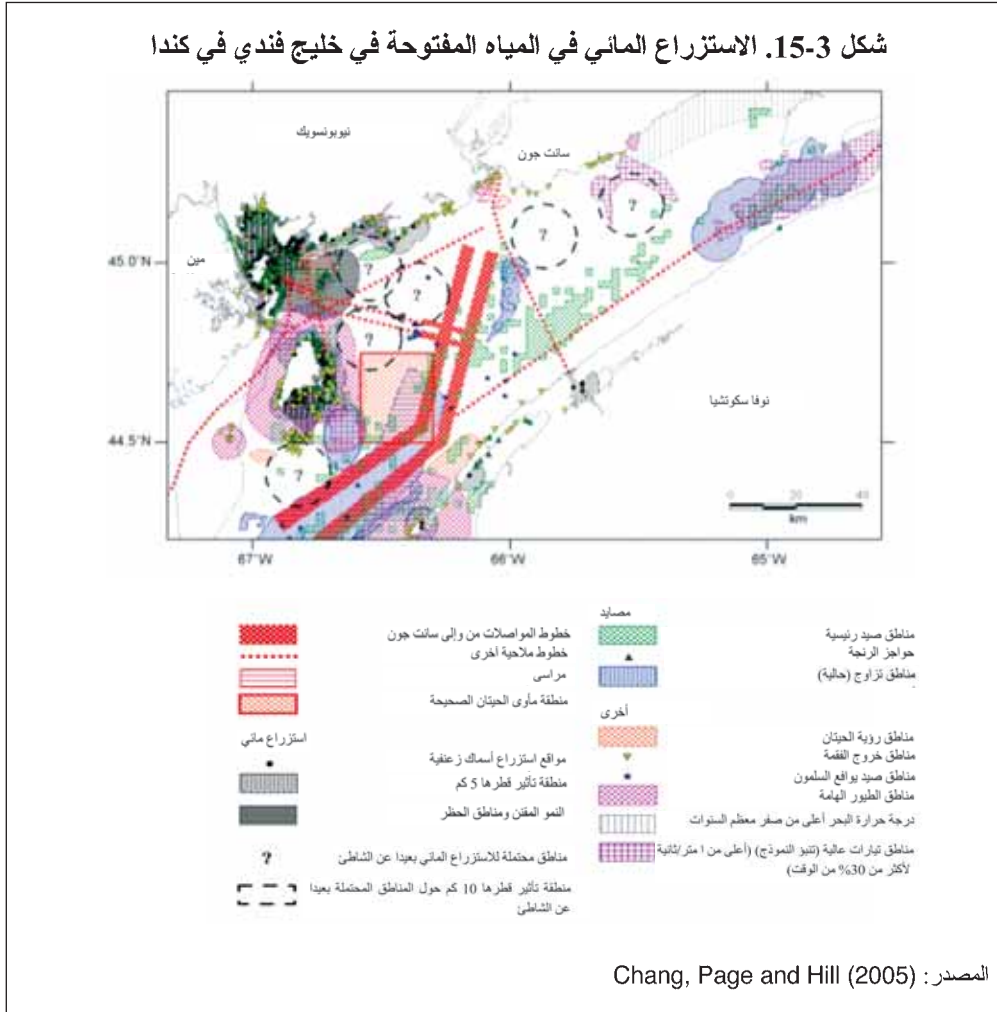 شكل 3-15. الاستزراع المائي في المياه المفتوحة في خليج فندي في كندا
نيوبونسويك
سانت جون
مين
نوفا سكوتشيا
45.0°N
44.5°N
67°W
66°W
65°W
?
?
?
?
?
?
0 20 40
km
خطوط المواصلات من وإلى سانت جون
خطوط ملاحية أخرى
مراسى
منطقة مأوى الحيتان الصحيحة
استزراع مائي
مواقع استزراع أسماك زعنفية
منطقة تأثير قطرها 5 كم
النمو المقنن ومناطق الحظر
? مناطق محتملة للاستزراع المائي بعيدا عن الشاطئ
منطقة تأثير قطرها 10 كم حول المناطق المحتملة بعيدا
عن الشاطئ
مصايد
مناطق صيد رئيسية
حواجز الرنجة
مناطق تزاوج (حالية)
أخرى
مناطق رؤية الحيتان
مناطق خروج الفقمة
مناطق صيد يوافع السلمون
مناطق الطيور الهامة
درجة حرارة البحر أعلى من صفر معظم السنوات
مناطق تيارات عالية (تنبؤ النموذج) (أعلى من 1 متر/ثانية
لأكثر من 30% من الوقت)
المصدر: Chang, Page and Hill (2005)